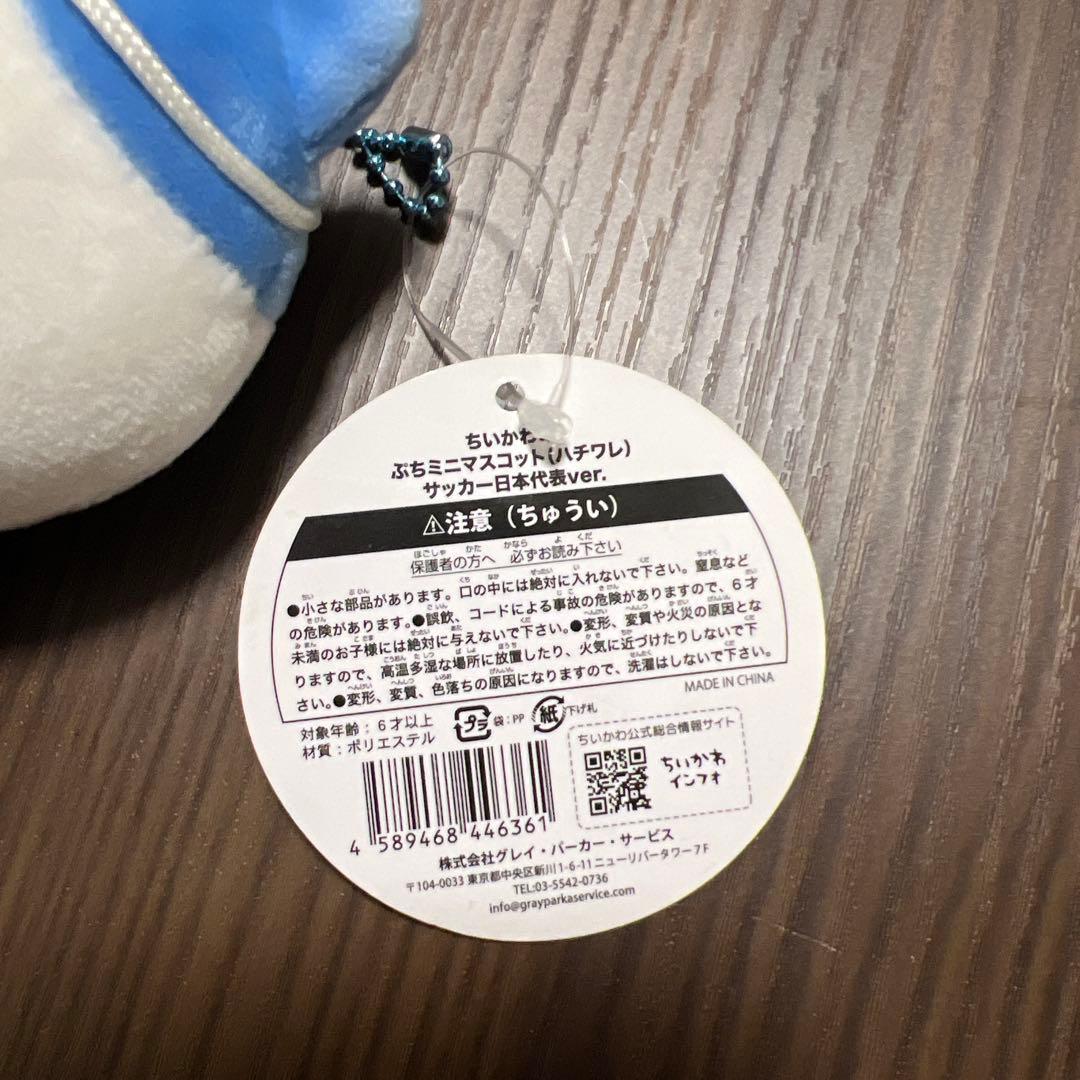 ちいかわ
ぷちミニマスコット(ハチワレ)
サッカー日本代表ver.
⚠注意（ちゅうい）
保護者の方へ 必ずお読み下さい
●小さな部品があります。口の中には絶対に入れないで下さい。窒息など
の危険があります。●誤飲、コードによる事故の危険がありますので、6才
未満のお子様には絶対に与えないで下さい。●変形、変質や火災の原因とな
りますので、高温多湿な場所に放置したり、火気に近づけたりしないで下
さい。●変形、変質、色落ちの原因になりますので、洗濯はしないで下さい。
MADE IN CHINA
対象年齢：6才以上
材質：ポリエステル
プラ 袋：PP 紙 下げ札
ちいかわ公式総合情報サイト
ちいかわ
インフォ
4 589468 446361
株式会社グレイ・パーカー・サービス
〒104-0033 東京都中央区新川1-6-11 ニューリバータワー7F
TEL:03-5542-0736
info@grayparkaservice.com